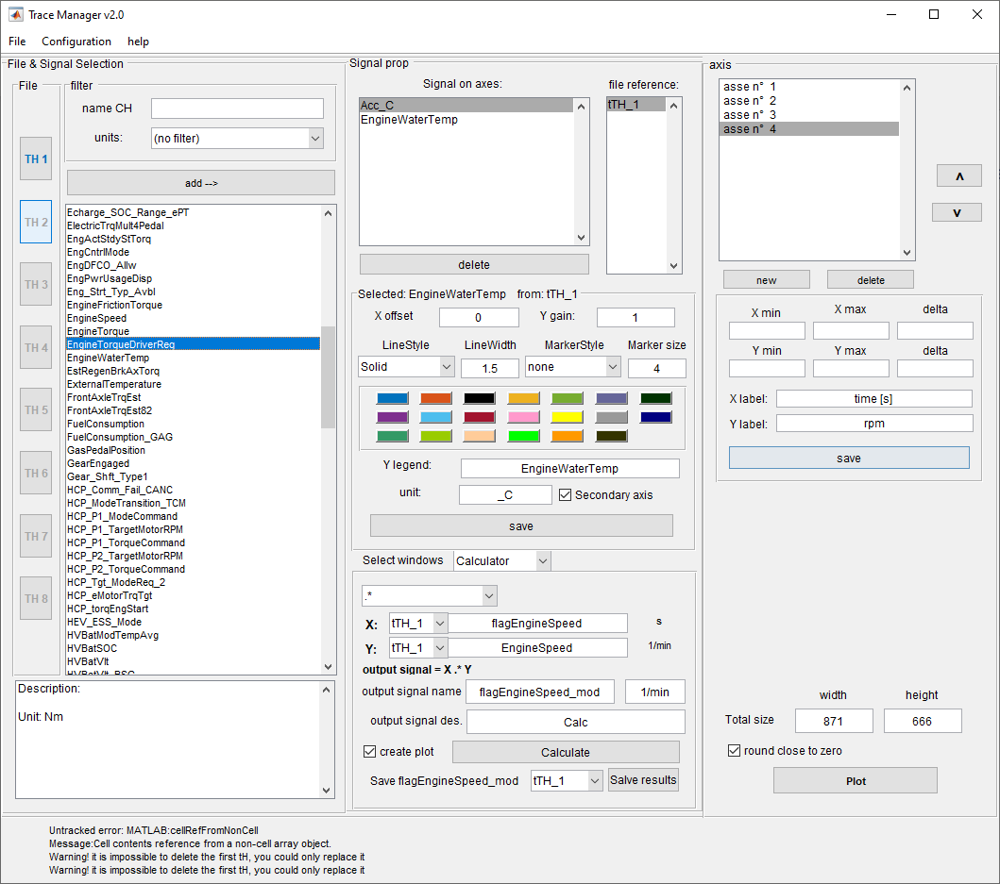 Trace Manager v2.0
File Configuration help
File & Signal Selection
File
TH 1
TH 2
TH 3
TH 4
TH 5
TH 6
TH 7
TH 8
filter
name CH
units: (no filter)
add -->
Echarge_SOC_Range_ePT
ElectricTrqMult4Pedal
EngActStdyStTorq
EngCntrlMode
EngDFCO_Allw
EngPwrUsageDisp
Eng_Strt_Typ_Avbl
EngineFrictionTorque
EngineSpeed
EngineTorque
EngineTorqueDriverReq
EngineWaterTemp
EstRegenBrkAxTorq
ExternalTemperature
FrontAxleTrqEst
FrontAxleTrqEst82
FuelConsumption
FuelConsumption_GAG
GasPedalPosition
GearEngaged
Gear_Shft_Type1
HCP_Comm_Fail_CANC
HCP_ModeTransition_TCM
HCP_P1_ModeCommand
HCP_P1_TargetMotorRPM
HCP_P1_TorqueCommand
HCP_P2_TargetMotorRPM
HCP_P2_TorqueCommand
HCP_Tgt_ModeReq_2
HCP_eMotorTrqTgt
HCP_torqEngStart
HEV_ESS_Mode
HVBatModTempAvg
HVBatSOC
HVBatVlt
HVBatVlt_BSC
Description:
Unit: Nm
Signal prop
Signal on axes:
Acc_C
EngineWaterTemp
delete
file reference:
tTH_1
Selected: EngineWaterTemp from: tTH_1
X offset 0 Y gain: 1
LineStyle LineWidth MarkerStyle Marker size
Solid 1.5 none 4
Y legend: EngineWaterTemp
unit: _C Secondary axis
save
Select windows Calculator
.*
X: tTH_1 flagEngineSpeed s
Y: tTH_1 EngineSpeed 1/min
output signal = X .* Y
output signal name flagEngineSpeed_mod 1/min
output signal des. Calc
create plot Calculate
Save flagEngineSpeed_mod tTH_1 Salve results
axis
asse n° 1
asse n° 2
asse n° 3
asse n° 4
new delete
X min X max delta
Y min Y max delta
X label: time [s]
Y label: rpm
save
width height
Total size 871 666
round close to zero
Plot
Untracked error: MATLAB:cellRefFromNonCell
Message:Cell contents reference from a non-cell array object.
Warning! it is impossible to delete the first tH, you could only replace it
Warning! it is impossible to delete the first tH, you could only replace it